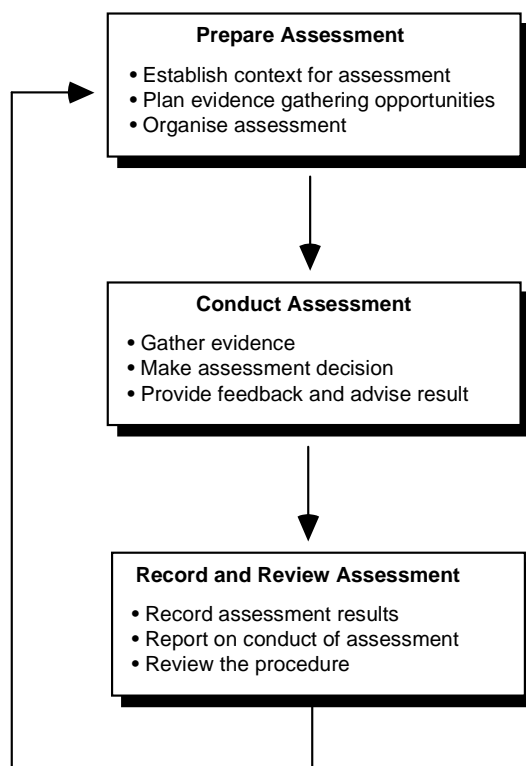 Prepare Assessment
• Establish context for assessment
• Plan evidence gathering opportunities
• Organise assessment
Conduct Assessment
• Gather evidence
• Make assessment decision
• Provide feedback and advise result
Record and Review Assessment
• Record assessment results
• Report on conduct of assessment
• Review the procedure